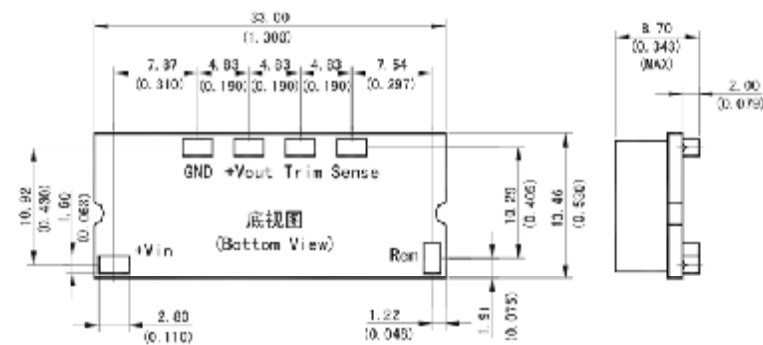 33.00
(1.300)
7.87 4.83 4.83 4.83 7.54
(0.310) (0.190) (0.190) (0.190) (0.297)
8.70
(0.343)
(MAX)
2.00
(0.079)
GND +Vout Trim Sense
10.92
(0.430)
1.60
(0.063)
底视图
(Bottom View)
+Vin
Rem
10.29
(0.405)
13.46
(0.530)
2.80
(0.110)
1.22
(0.048)
1.91
(0.075)